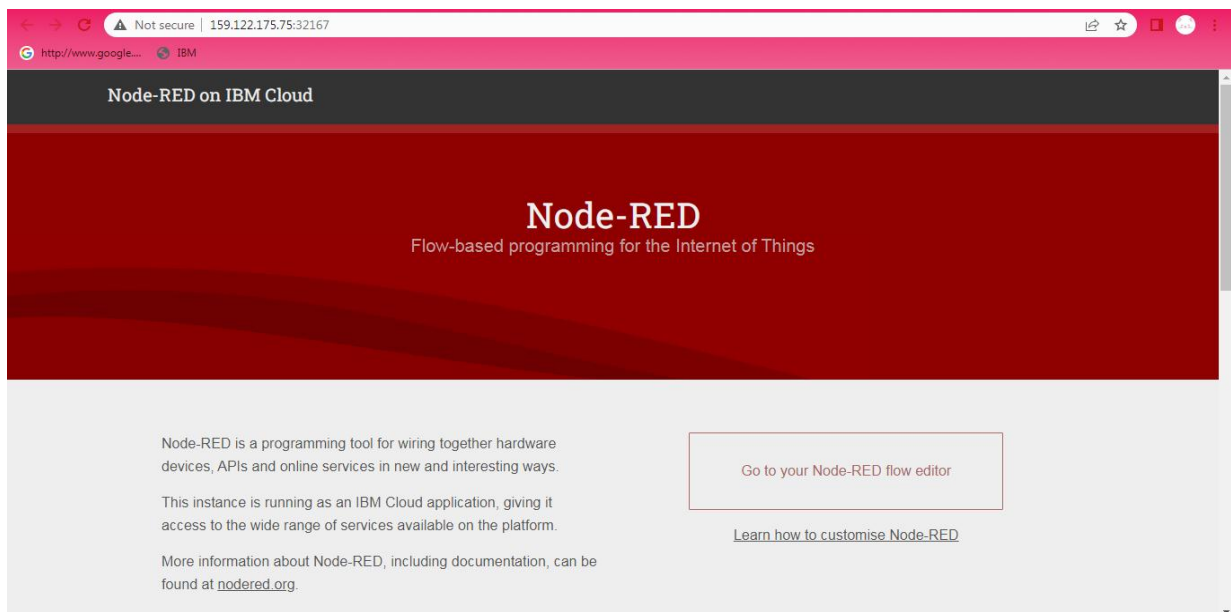 Not secure | 159.122.175.75:32167
http://www.google.... IBM
Node-RED on IBM Cloud
Node-RED
Flow-based programming for the Internet of Things
Node-RED is a programming tool for wiring together hardware
devices, APIs and online services in new and interesting ways.
This instance is running as an IBM Cloud application, giving it
access to the wide range of services available on the platform.
More information about Node-RED, including documentation, can be
found at nodered.org.
Go to your Node-RED flow editor
Learn how to customise Node-RED